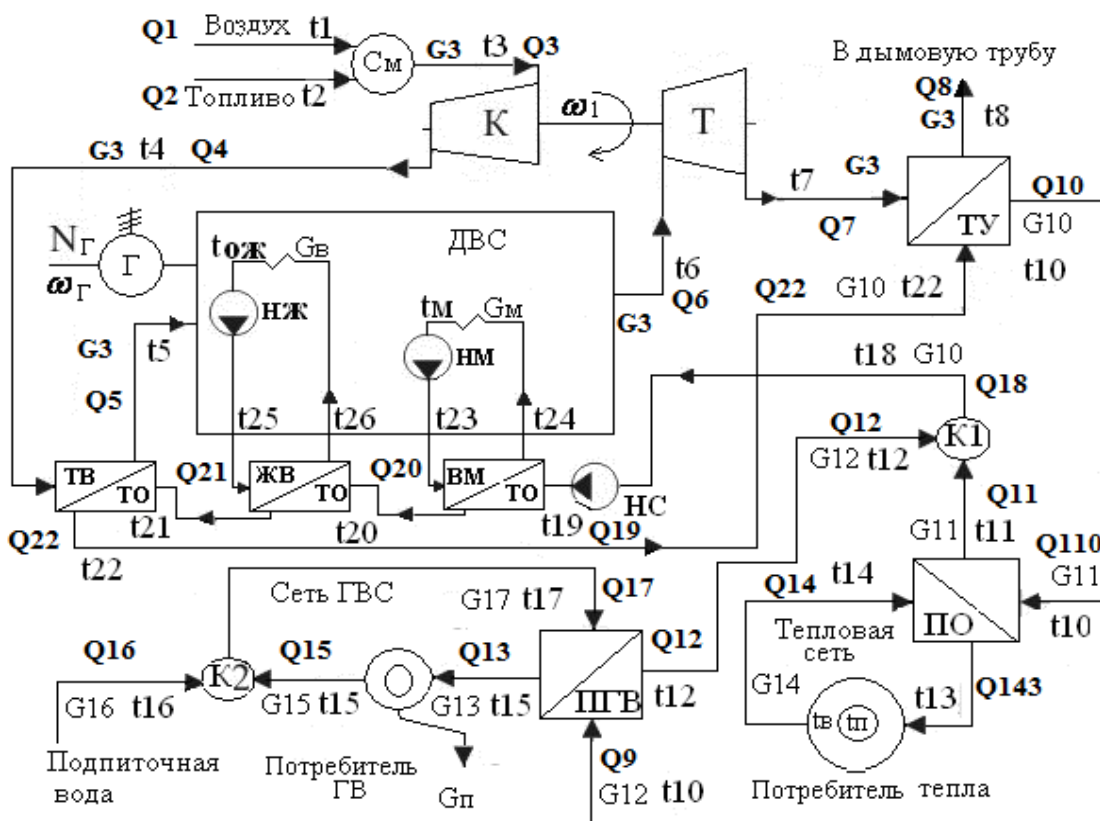 Q1 Воздух t1
Q2 Топливо t2
См
G3 t3 Q3
К
ω1
Т
В дымовую трубу
Q8
G3 t8
G3 t4 Q4
t7 G3
Q7
ТУ
Q10
G10
t10
Nг
ωг
Г
ДВС
tож Gв
нж
tм Gм
нм
t6
Q6
G3
Q22 G10 t22
G3 t5
Q5
t25 t26 t23 t24
t18 G10
Q18
Q12
G12 t12
К1
ТВ ТО
Q21
ЖВ ТО
Q20
ВМ ТО
НС
Q22
t22
t21
t20
t19 Q19
Q11
G11 t11
Q110
G11
t10
ПО
Q14 t14
Тепловая
сеть
G14
t13 Q143
tв tп
Потребитель тепла
Сеть ГВС
G17 t17 Q17
Q16
G16 t16
К2
Q15
G15 t15
Q13
G13 t15
ПГВ
Q12
t12
Q9
G12 t10
Подпиточная
вода
Потребитель
ГВ
Gп